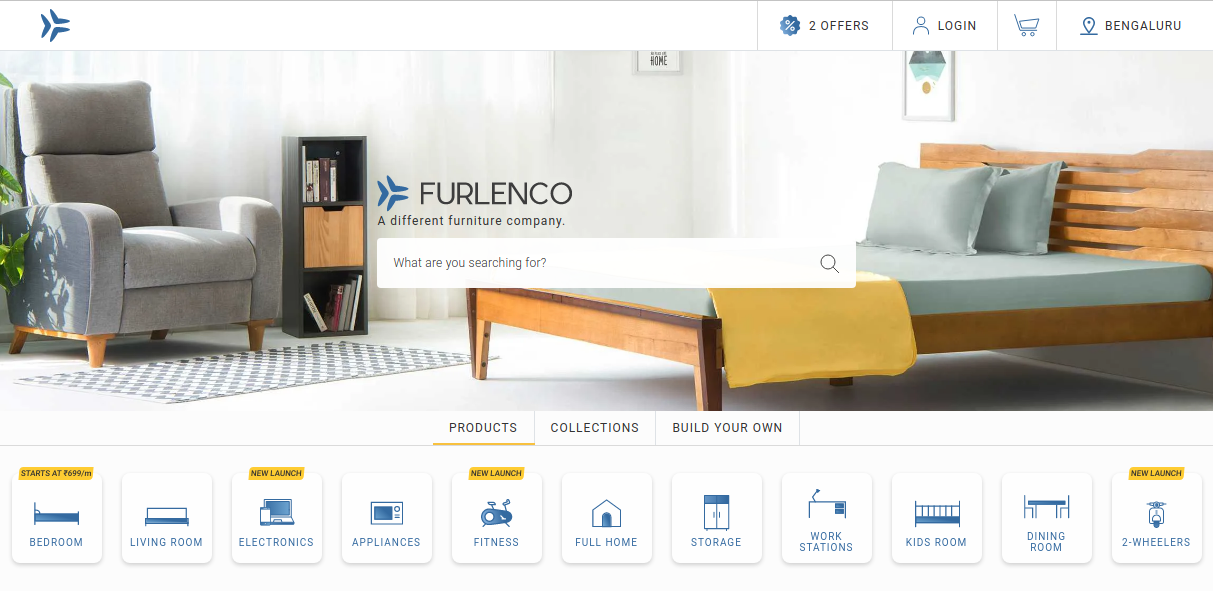 2 OFFERS
LOGIN
BENGALURU
HOME
FURLENCO
A different furniture company.
What are you searching for?
PRODUCTS
COLLECTIONS
BUILD YOUR OWN
STARTS AT ₹699/m
BEDROOM
LIVING ROOM
NEW LAUNCH
ELECTRONICS
APPLIANCES
NEW LAUNCH
FITNESS
FULL HOME
STORAGE
WORK
STATIONS
KIDS ROOM
DINING
ROOM
NEW LAUNCH
2-WHEELERS